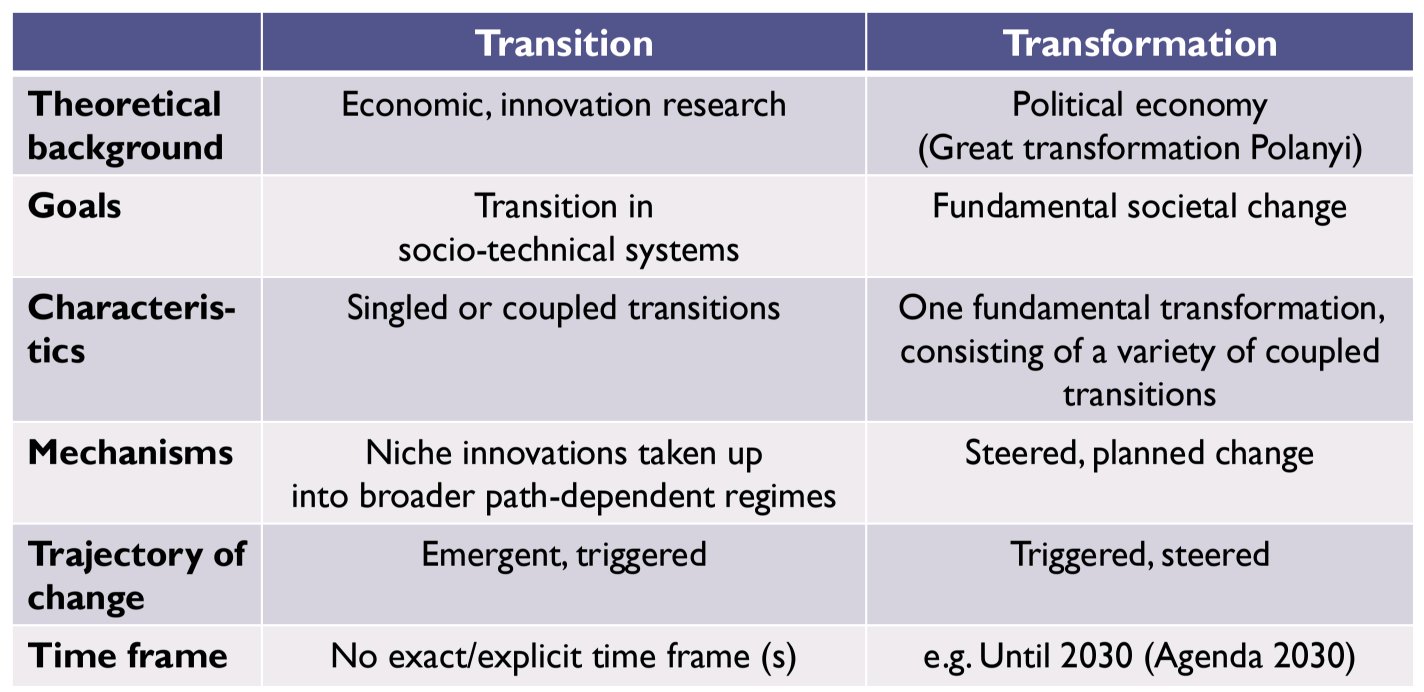 Transition
Transformation
Theoretical
background
Economic, innovation research
Political economy
(Great transformation Polanyi)
Goals
Transition in
socio-technical systems
Fundamental societal change
Characteris-
tics
Singled or coupled transitions
One fundamental transformation,
consisting of a variety of coupled
transitions
Mechanisms
Niche innovations taken up
into broader path-dependent regimes
Steered, planned change
Trajectory of
change
Emergent, triggered
Triggered, steered
Time frame
No exact/explicit time frame (s)
e.g. Until 2030 (Agenda 2030)